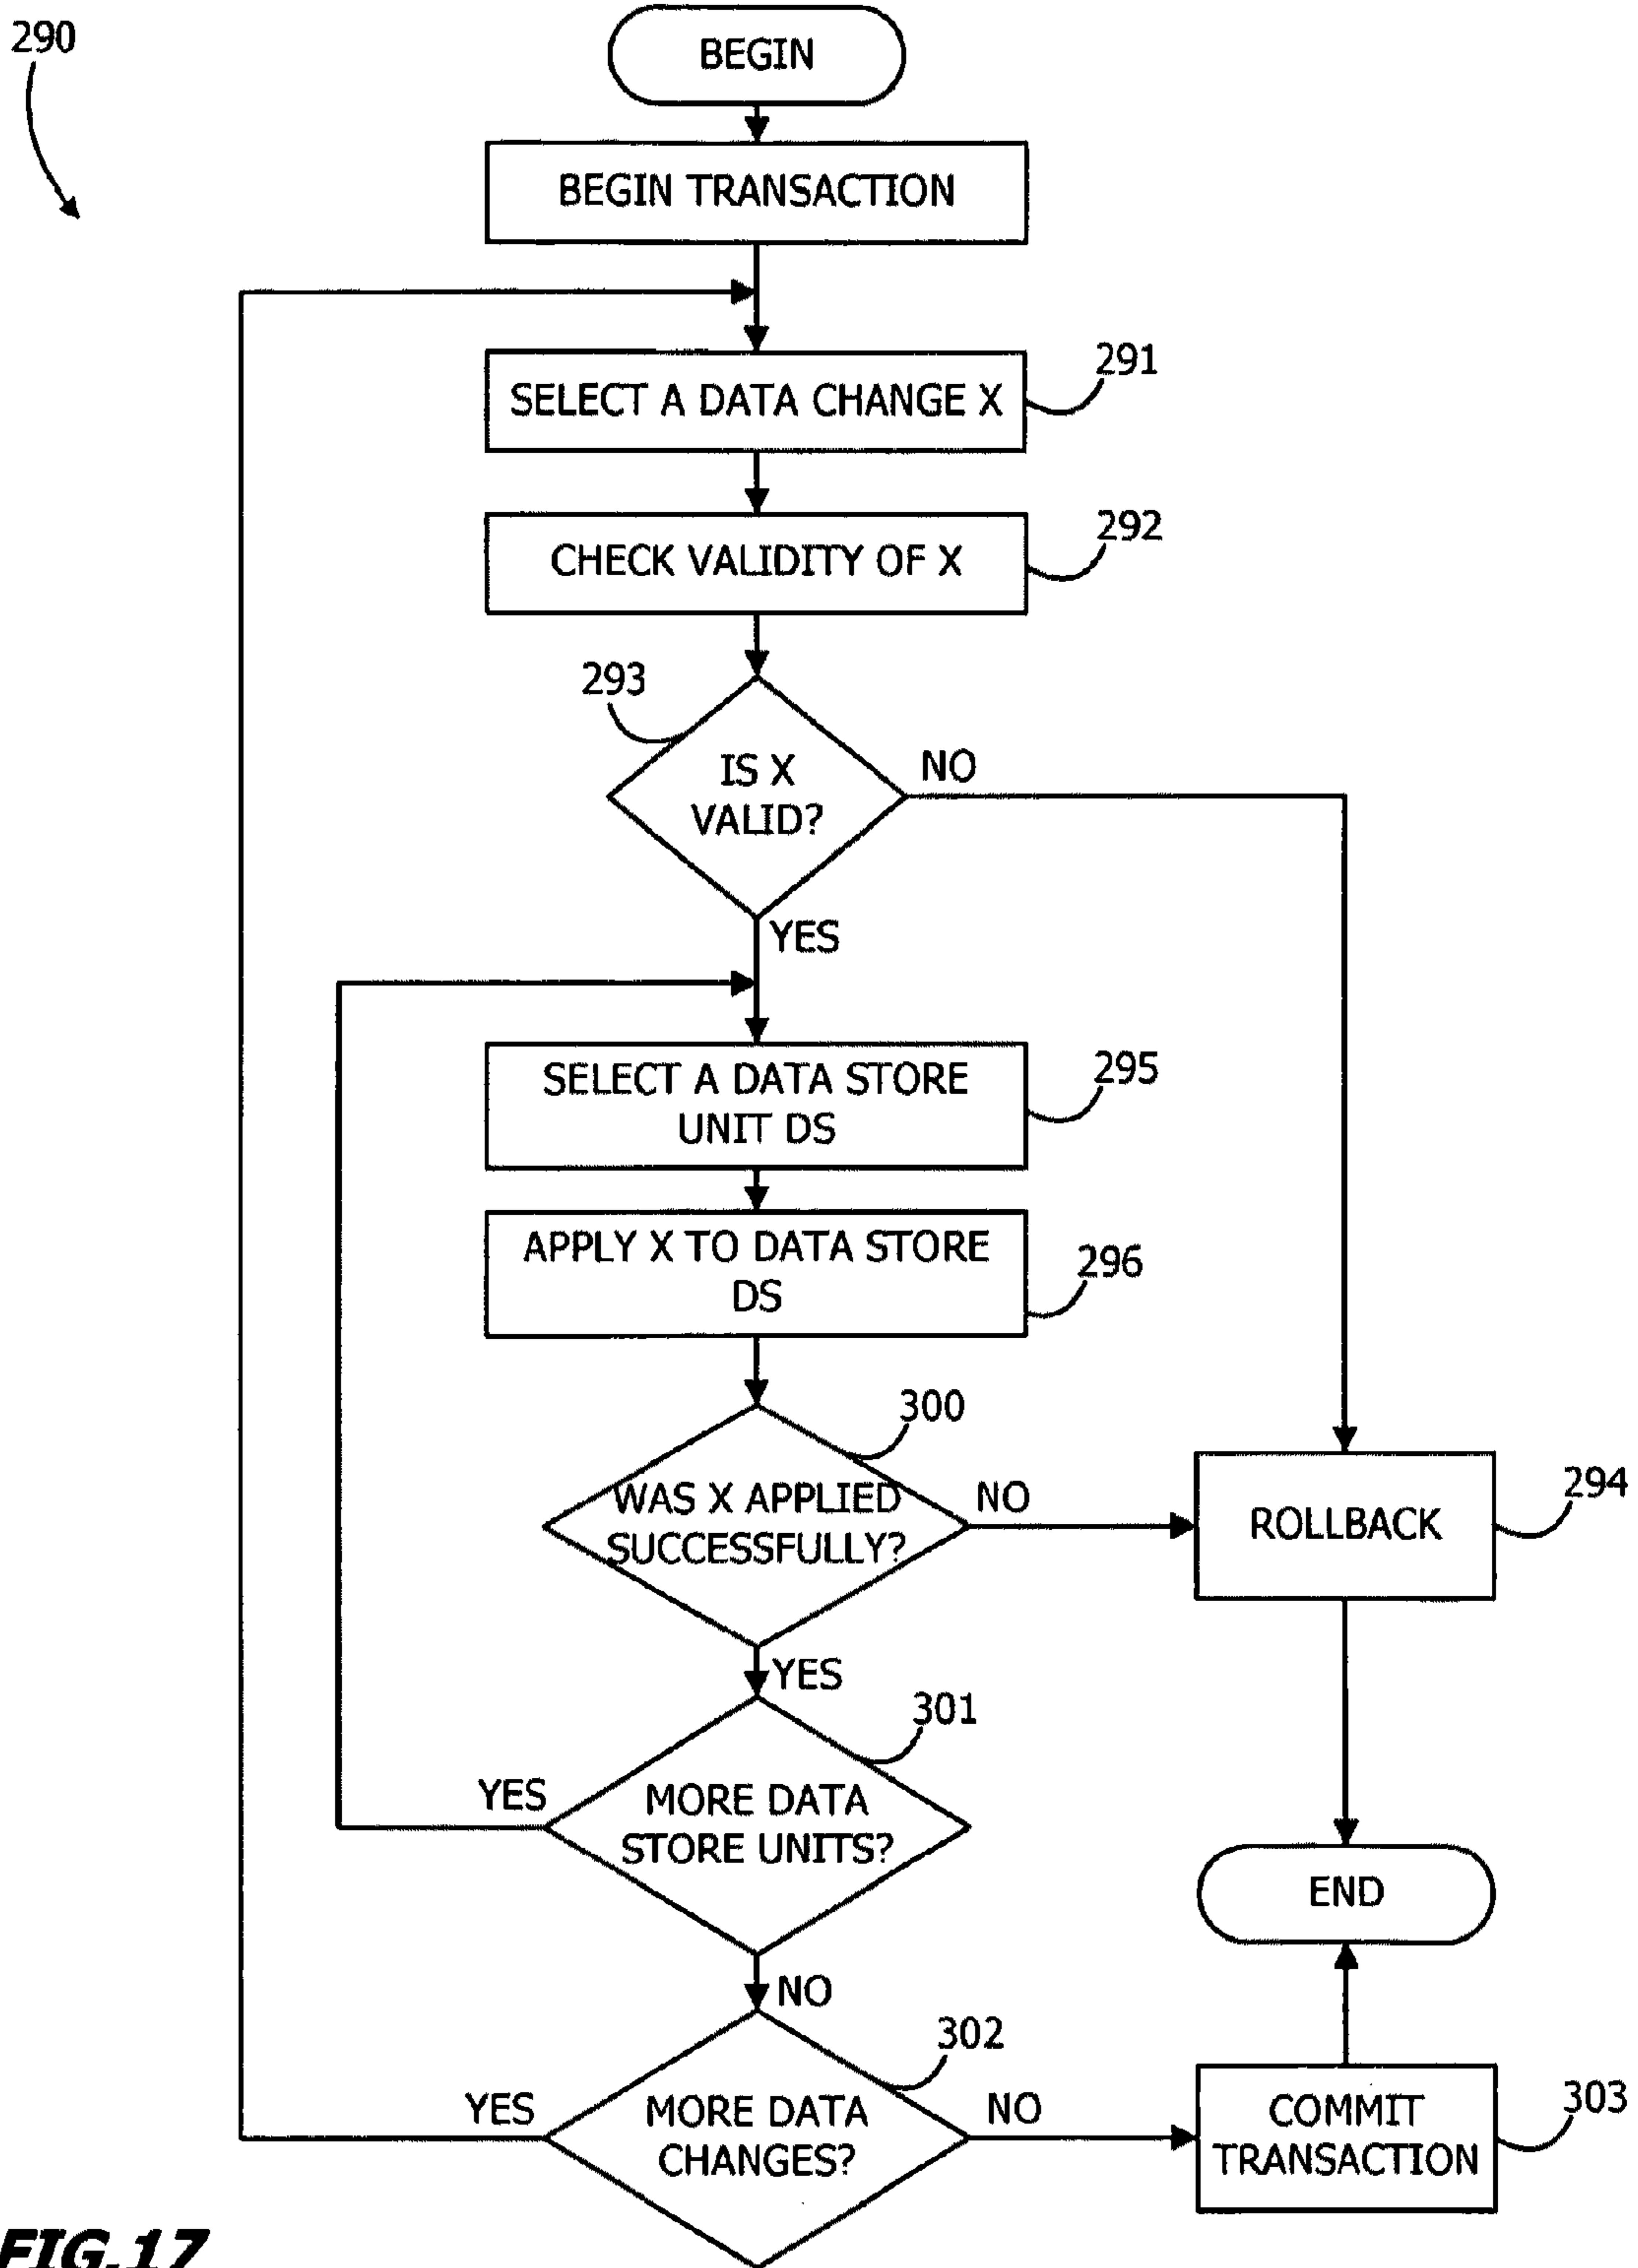 290
BEGIN
BEGIN TRANSACTION
291
SELECT A DATA CHANGE X
292
CHECK VALIDITY OF X
293
IS X
VALID?
NO
YES
295
SELECT A DATA STORE
UNIT DS
APPLY X TO DATA STORE
DS
296
300
WAS X APPLIED
SUCCESSFULLY?
NO
294
ROLLBACK
YES
301
YES
MORE DATA
STORE UNITS?
END
NO
302
YES
MORE DATA
CHANGES?
NO
COMMIT
TRANSACTION
303
FIG.17